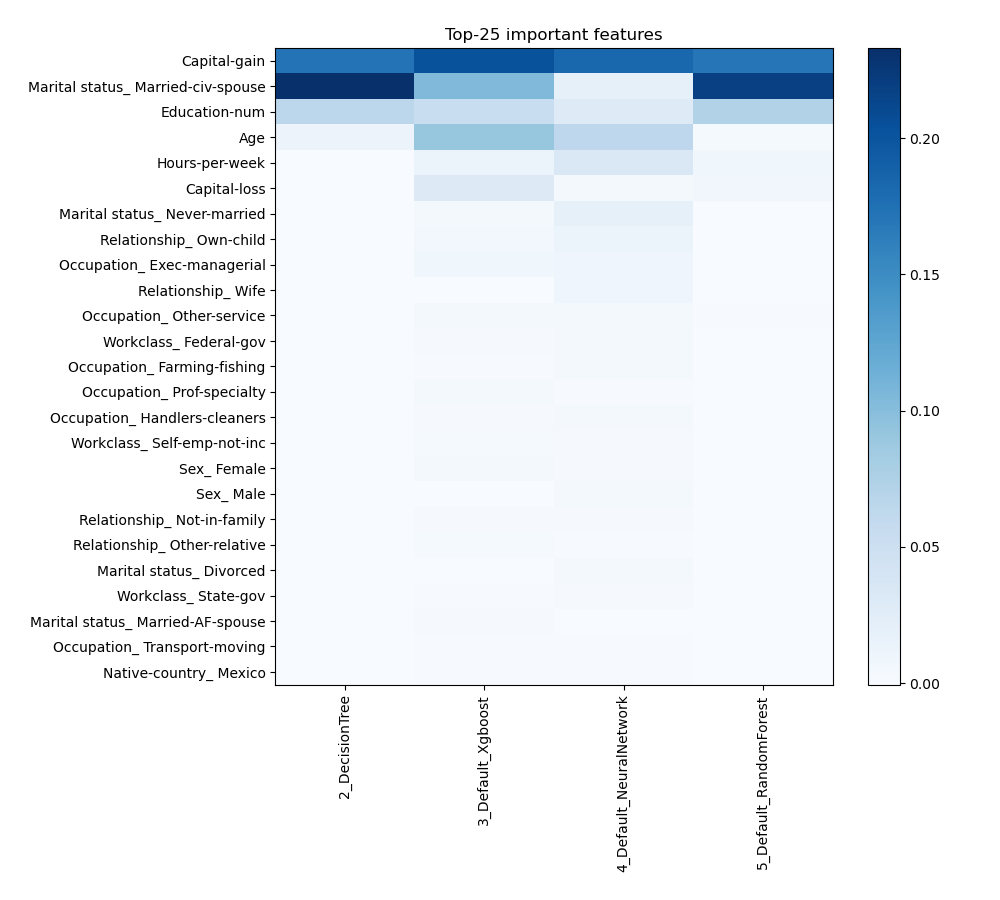 Top-25 important features
Capital-gain
Marital status_ Married-civ-spouse
Education-num
Age
Hours-per-week
Capital-loss
Marital status_ Never-married
Relationship_ Own-child
Occupation_ Exec-managerial
Relationship_ Wife
Occupation_ Other-service
Workclass_ Federal-gov
Occupation_ Farming-fishing
Occupation_ Prof-specialty
Occupation_ Handlers-cleaners
Workclass_ Self-emp-not-inc
Sex_ Female
Sex_ Male
Relationship_ Not-in-family
Relationship_ Other-relative
Marital status_ Divorced
Workclass_ State-gov
Marital status_ Married-AF-spouse
Occupation_ Transport-moving
Native-country_ Mexico
2_DecisionTree
3_Default_Xgboost
4_Default_NeuralNetwork
5_Default_RandomForest
0.20
0.15
0.10
0.05
0.00